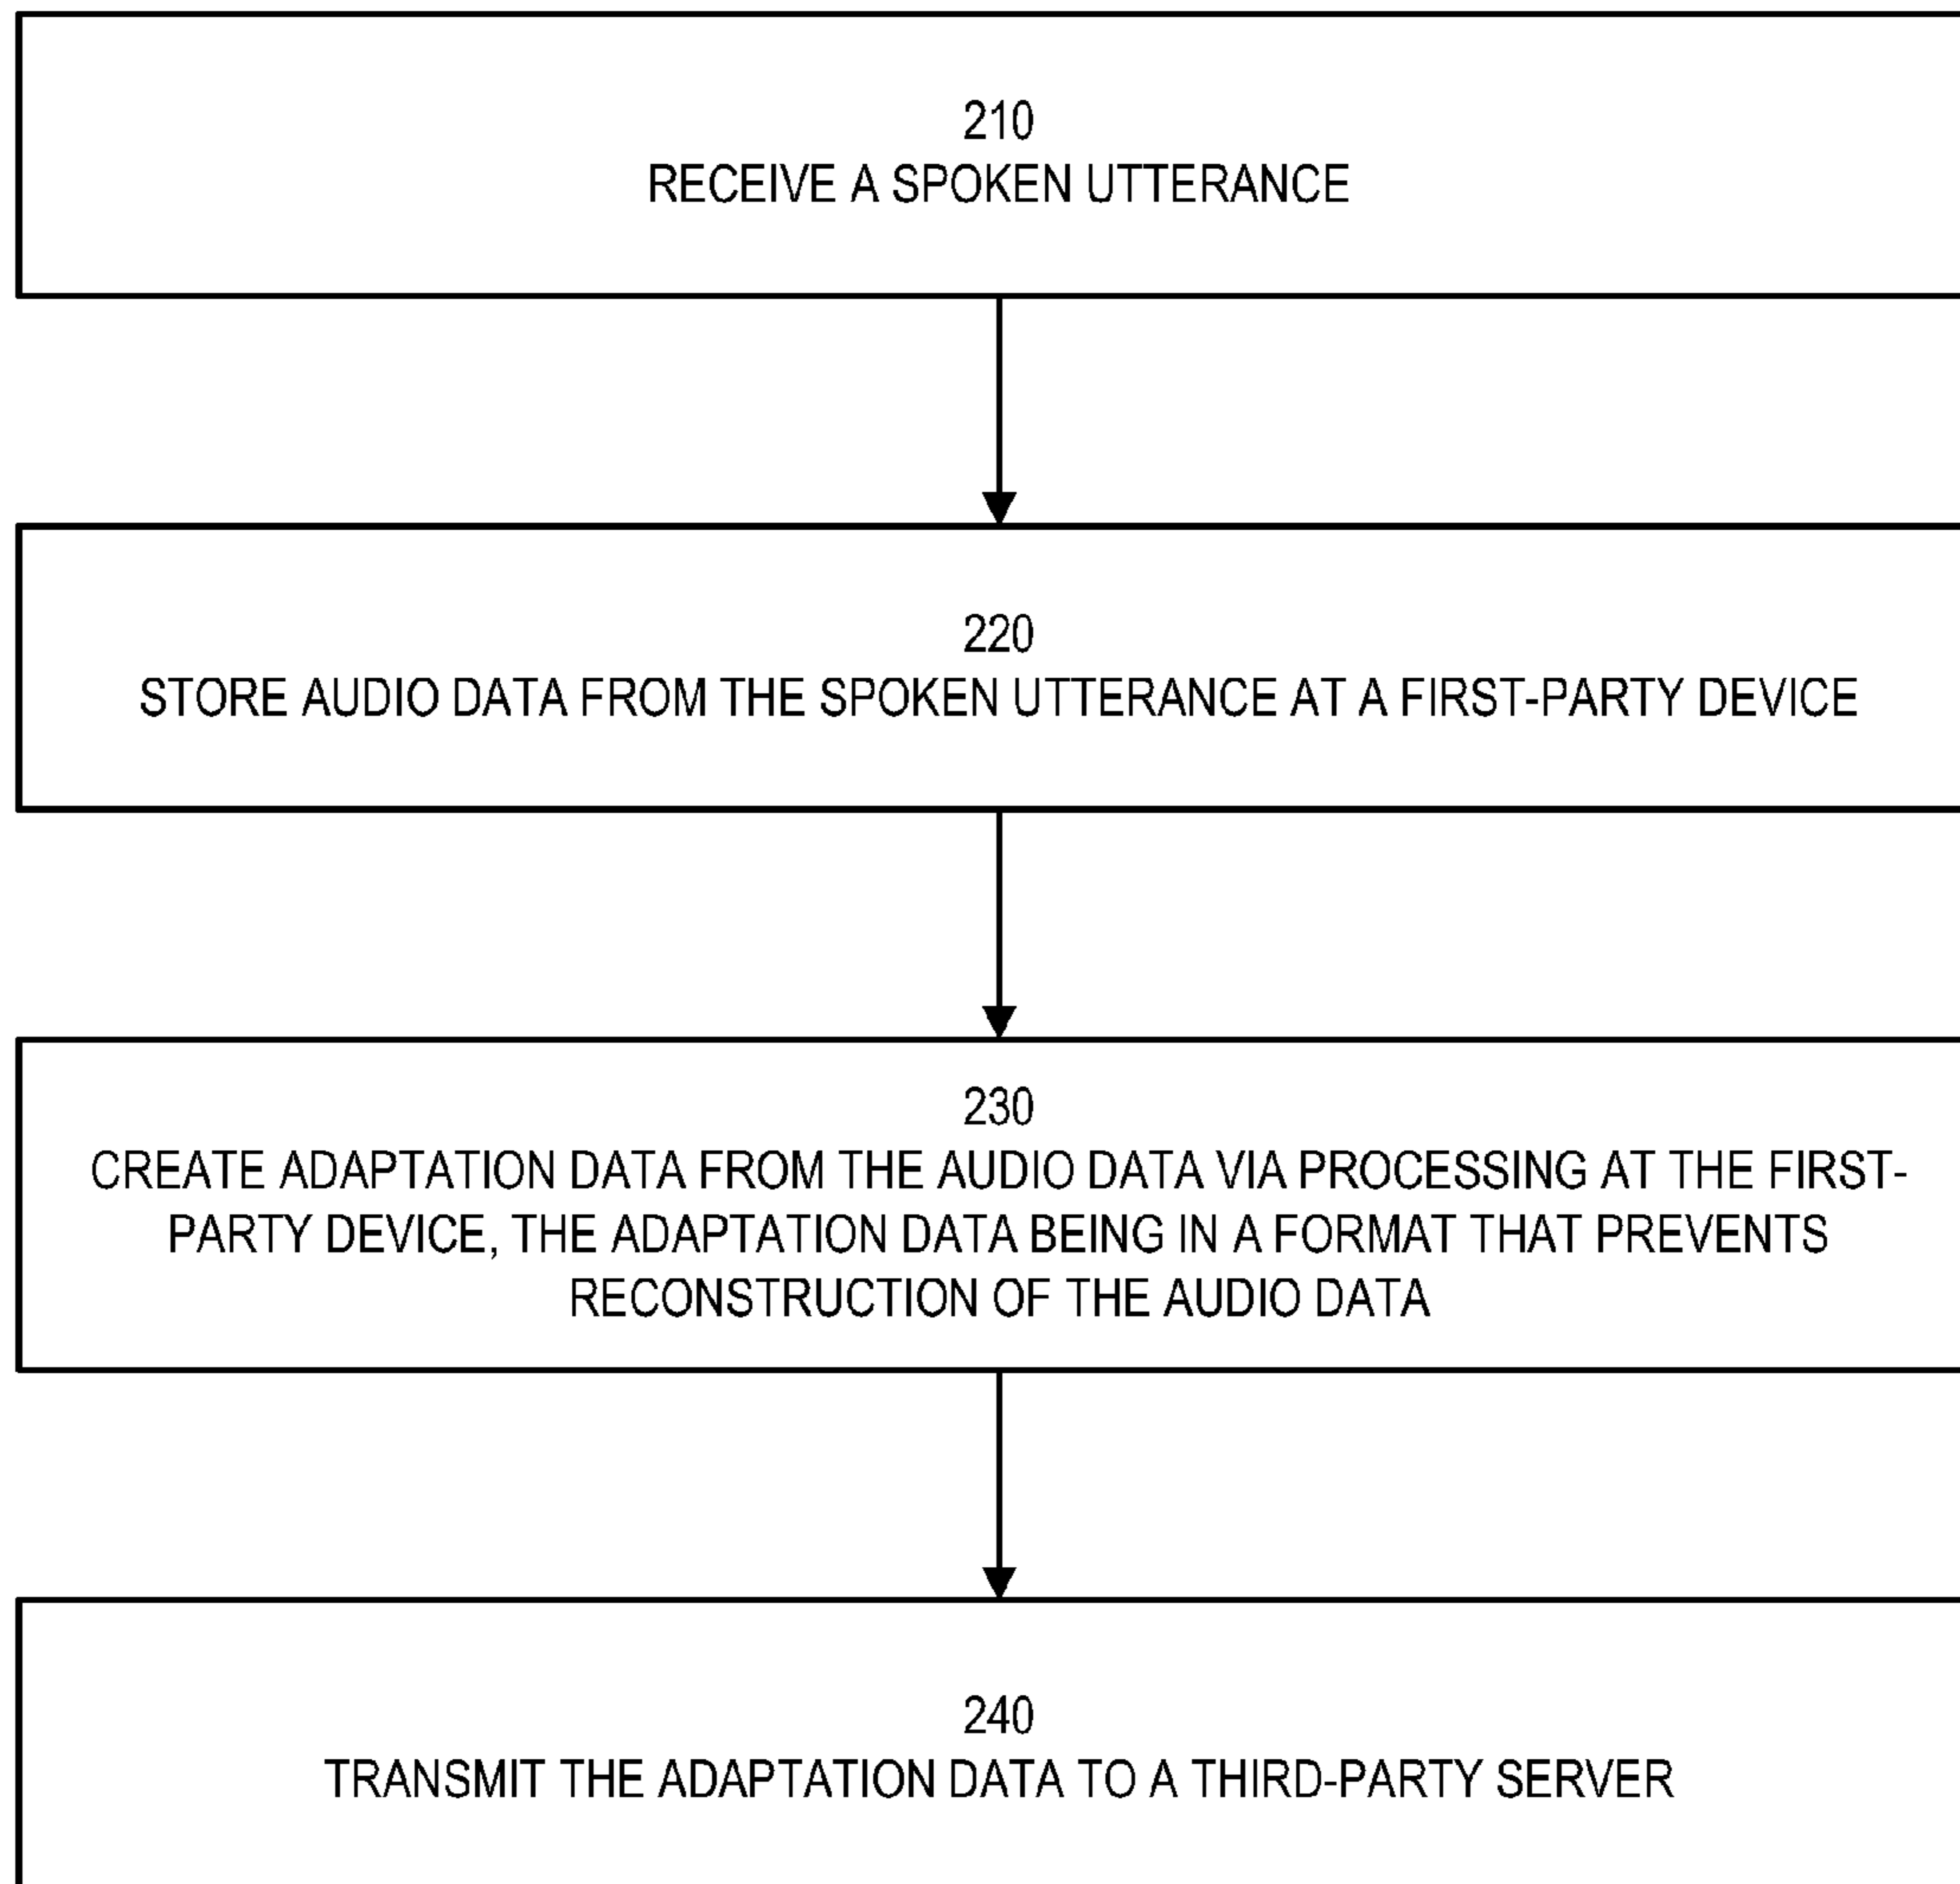 210
RECEIVE A SPOKEN UTTERANCE
220
STORE AUDIO DATA FROM THE SPOKEN UTTERANCE AT A FIRST-PARTY DEVICE
230
CREATE ADAPTATION DATA FROM THE AUDIO DATA VIA PROCESSING AT THE FIRST-
PARTY DEVICE, THE ADAPTATION DATA BEING IN A FORMAT THAT PREVENTS
RECONSTRUCTION OF THE AUDIO DATA
240
TRANSMIT THE ADAPTATION DATA TO A THIRD-PARTY SERVER